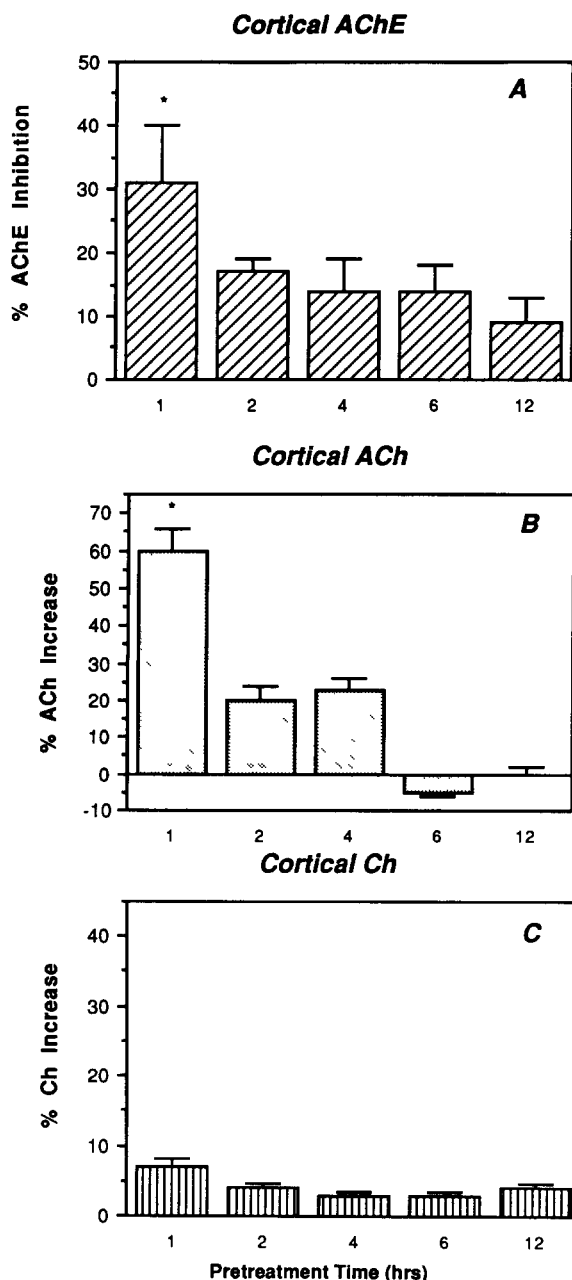 Cortical AChE
A
% AChE Inhibition
50
40
30
20
10
0
*
1 2 4 6 12
Cortical ACh
B
% ACh Increase
70
60
50
40
30
20
10
0
-10
*
1 2 4 6 12
Cortical Ch
C
% Ch Increase
40
30
20
10
0
1 2 4 6 12
Pretreatment Time (hrs)